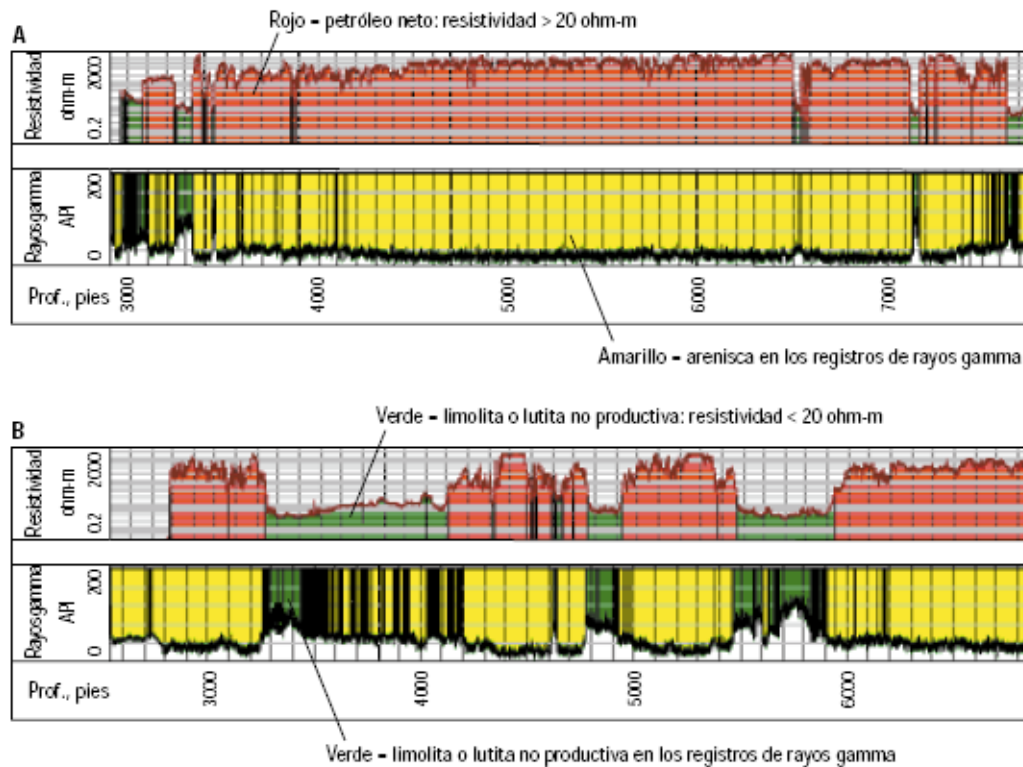 Rojo = petróleo neto: resistividad > 20 ohm-m
A
Resistividad
ohm-m
2000
0.2
Rayos gamma
API
200
0
Prof., pies
3000
4000
5000
6000
7000
Amarillo = arenisca en los registros de rayos gamma
Verde = limolita o lutita no productiva: resistividad < 20 ohm-m
B
Resistividad
ohm-m
2000
0.2
Rayos gamma
API
200
0
Prof., pies
3000
4000
5000
6000
Verde = limolita o lutita no productiva en los registros de rayos gamma